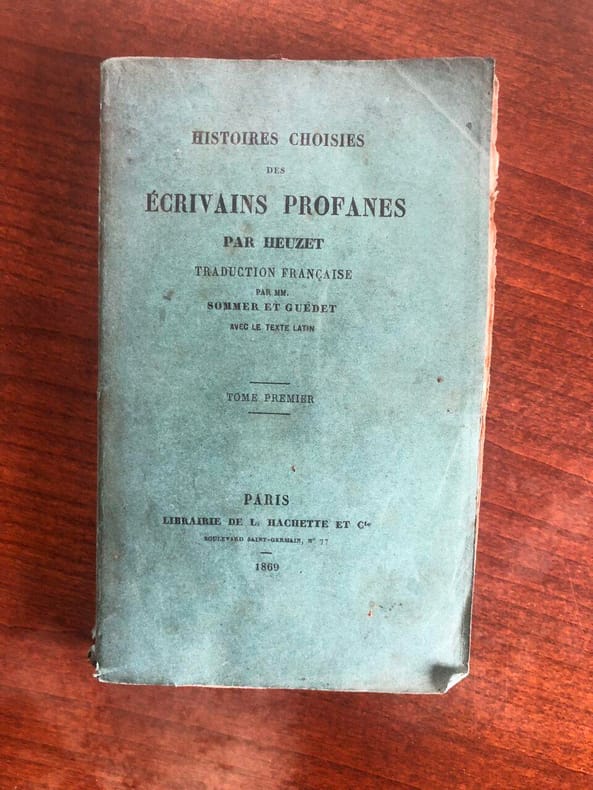 HISTOIRES CHOISIES
DES
ÉCRIVAINS PROFANES
PAR HEUZET
TRADUCTION FRANÇAISE
PAR MM.
SOMMER ET GUÉDET
AVEC LE TEXTE LATIN
TOME PREMIER
PARIS
LIBRAIRIE DE L. HACHETTE ET Cie
BOULEVARD SAINT-GERMAIN, N° 77
1869